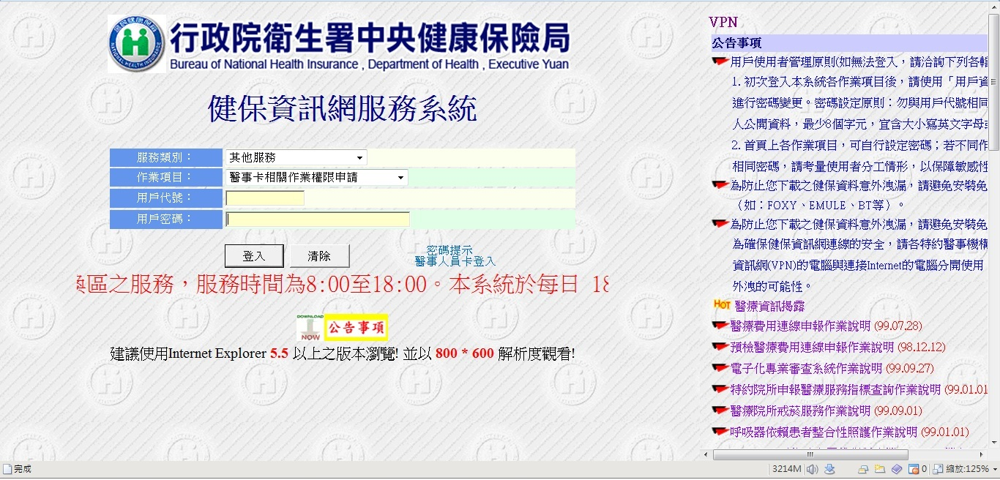 行政院衛生署中央健康保險局
Bureau of National Health Insurance , Department of Health , Executive Yuan
健保資訊網服務系統
服務類別：
其他服務
作業項目：
醫事卡相關作業權限申請
用戶代號：
用戶密碼：
登入
清除
密碼提示
醫事人員卡登入
區之服務，服務時間為8:00至18:00。本系統於每日 18
DOWNLOAD
NOW
公告事項
建議使用Internet Explorer 5.5 以上之版本瀏覽! 並以 800 * 600 解析度觀看!
VPN
公告事項
用戶使用者管理原則(如無法登入，請洽詢下列各轄
1. 初次登入本系統各作業項目後，請使用「用戶資
進行密碼變更。密碼設定原則：勿與用戶代號相同
人公開資料，最少8個字元，宜含大小寫英文字母或
2. 首頁上各作業項目，可自行設定密碼；若不同作
相同密碼，請考量使用者分工情形，以保障敏感性
為防止您下載之健保資料意外洩漏，請避免安裝免
（如：FOXY、EMULE、BT等）。
為防止您下載之健保資料意外洩漏，請避免安裝免
為確保健保資訊網連線的安全，請各特約醫事機構
資訊網(VPN)的電腦與連接Internet的電腦分開使用
外洩的可能性。
HOT 醫療資訊揭露
醫療費用連線申報作業說明 (99.07.28)
預檢醫療費用連線申報作業說明 (98.12.12)
電子化專業審查系統作業說明 (99.09.27)
特約院所申報醫療服務指標查詢作業說明 (99.01.01
醫療院所戒菸服務作業說明 (99.09.01)
呼吸器依賴患者整合性照護作業說明 (99.01.01)
完成
3214M
0
縮放:125%